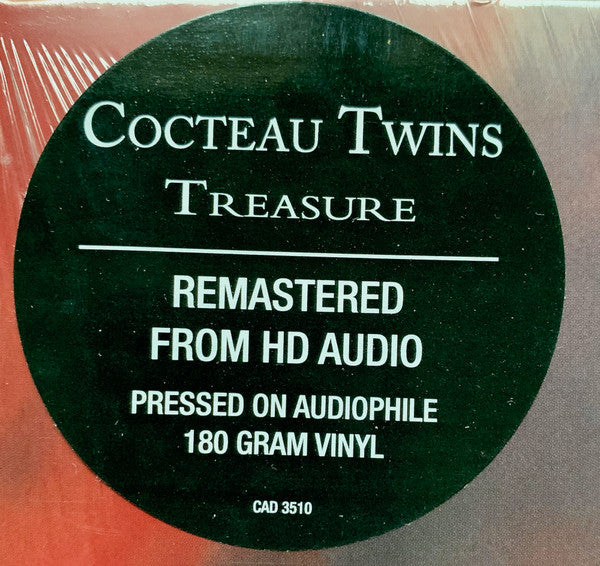 COCTEAU TWINS
TREASURE
REMASTERED
FROM HD AUDIO
PRESSED ON AUDIOPHILE
180 GRAM VINYL
CAD 3510